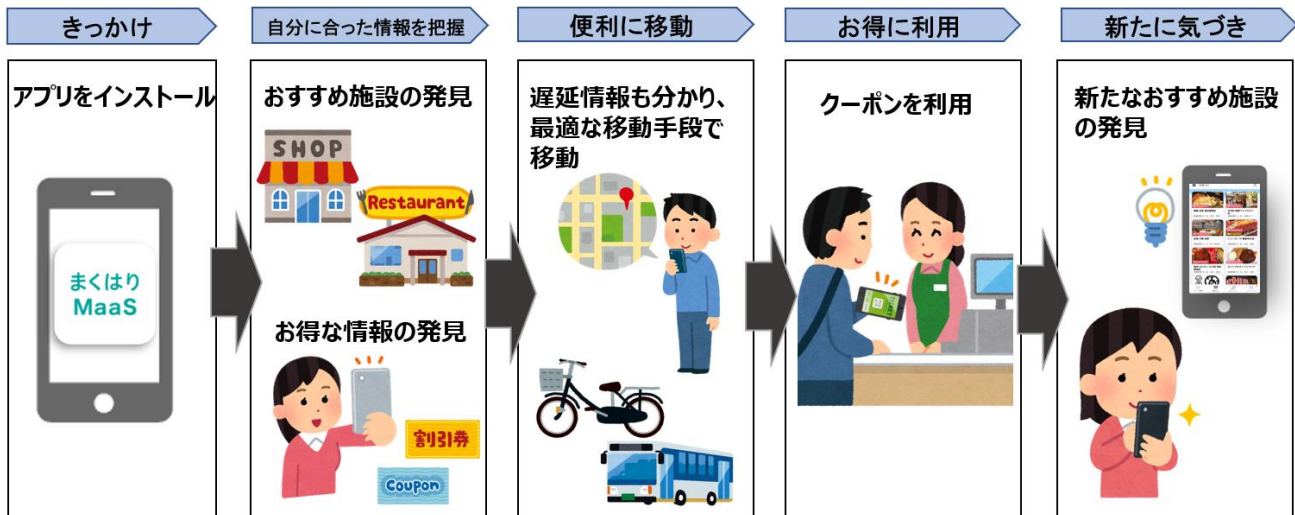 きっかけ
自分に合った情報を把握
便利に移動
お得に利用
新たに気づき
アプリをインストール
まくはり
MaaS
おすすめ施設の発見
SHOP
Restaurant
お得な情報の発見
割引券
Coupon
遅延情報も分かり、
最適な移動手段で
移動
クーポンを利用
新たなおすすめ施設
の発見